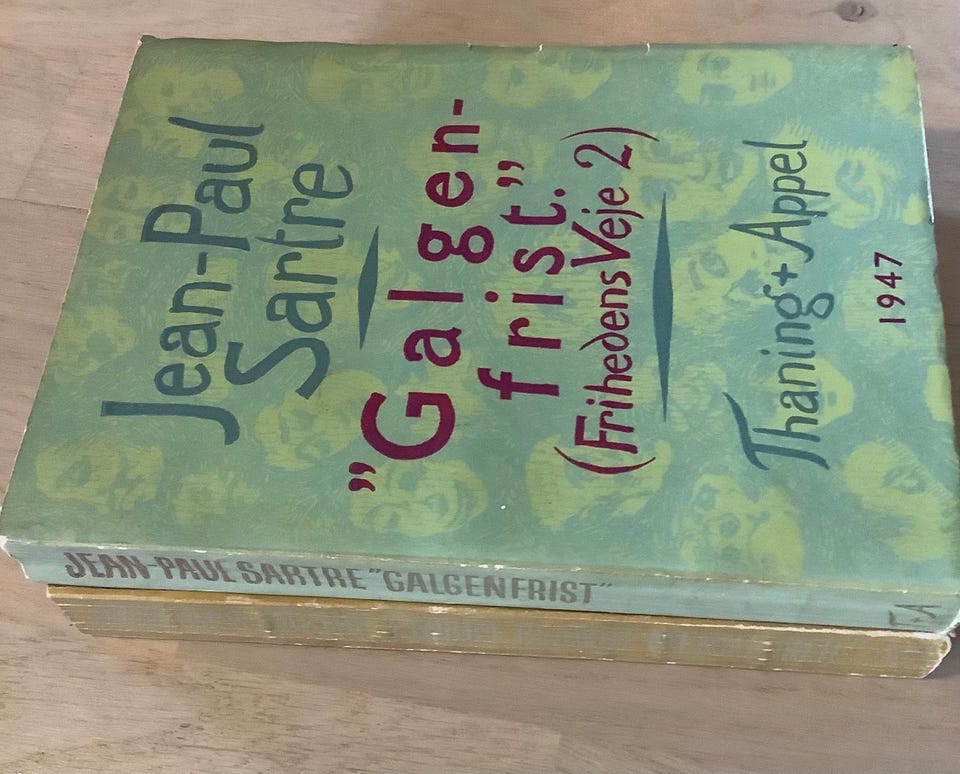 Jean-Paul
Sartre
"Galgen-
frist."
(Frihedens Veje 2)
Thaning + Appel
1947
JEAN-PAUL SARTRE "GALGENFRIST"
T+A